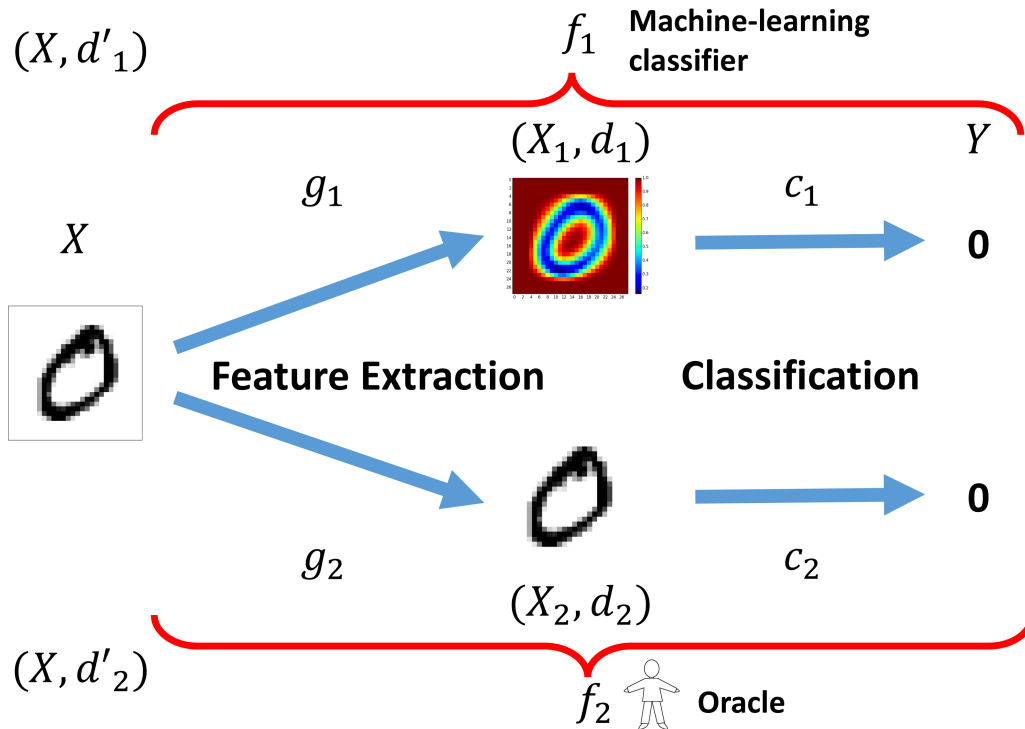 (X, d'₁)
f₁ Machine-learning
classifier
(X₁, d₁)
Y
g₁
c₁
X
0
Feature Extraction
Classification
0
g₂
c₂
(X₂, d₂)
(X, d'₂)
f₂ Oracle